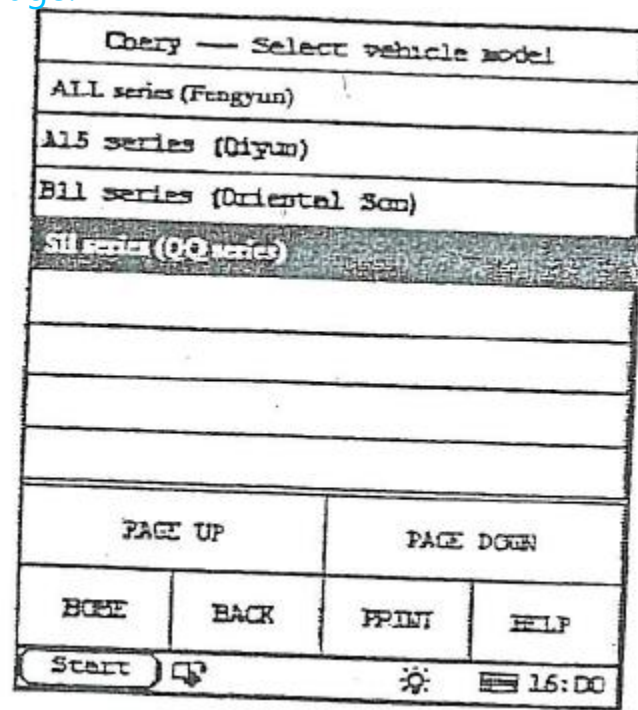 Chery — Select vehicle model
ALL series (Fengyun)
A15 series (Qiyun)
B11 series (Oriental Son)
S11 series (QQ series)
PAGE UP
PAGE DOWN
HOME
BACK
PRINT
HELP
Start
16:00